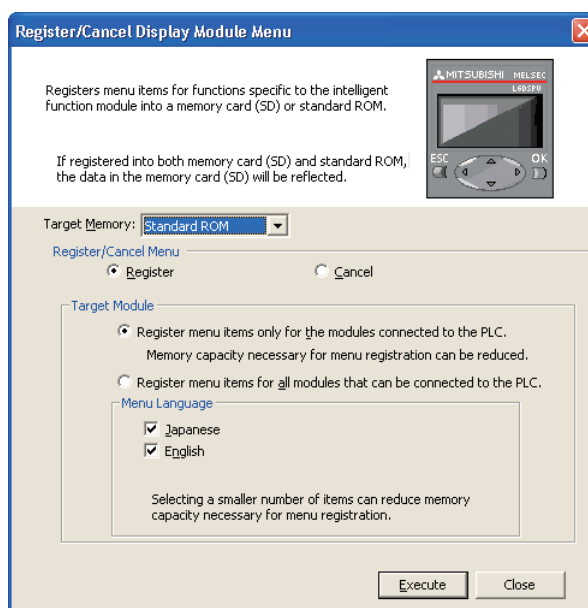 Register/Cancel Display Module Menu
MITSUBISHI MELSEC
L6DSPU
Registers menu items for functions specific to the intelligent
function module into a memory card (SD) or standard ROM.
ESC OK
If registered into both memory card (SD) and standard ROM,
the data in the memory card (SD) will be reflected.
Target Memory: Standard ROM
Register/Cancel Menu
Register Cancel
Target Module
Register menu items only for the modules connected to the PLC.
Memory capacity necessary for menu registration can be reduced.
Register menu items for all modules that can be connected to the PLC.
Menu Language
Japanese
English
Selecting a smaller number of items can reduce memory
capacity necessary for menu registration.
Execute Close